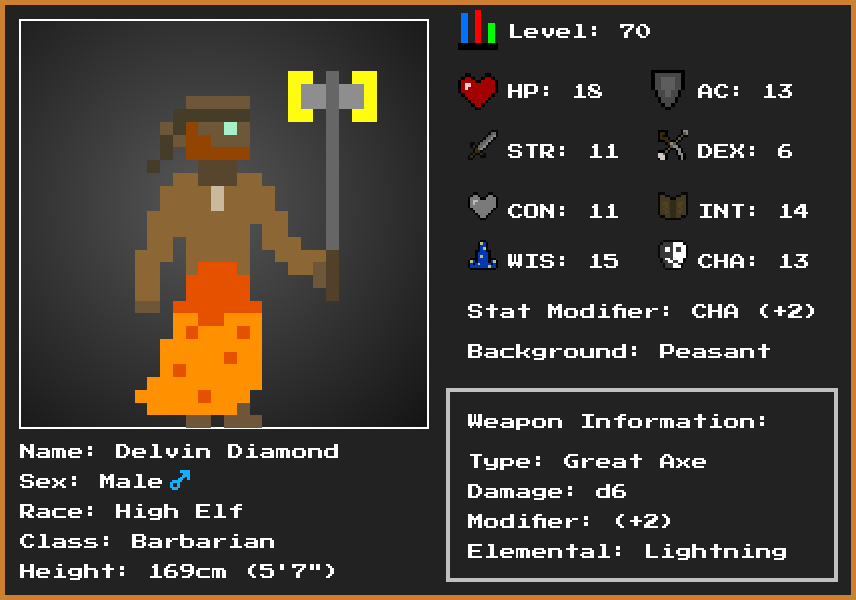 Level: 70
HP: 18
AC: 13
STR: 11
DEX: 6
CON: 11
INT: 14
WIS: 15
CHA: 13
Stat Modifier: CHA (+2)
Background: Peasant
Weapon Information:
Type: Great Axe
Damage: d6
Modifier: (+2)
Elemental: Lightning
Name: Delvin Diamond
Sex: Male♂
Race: High Elf
Class: Barbarian
Height: 169cm (5'7")